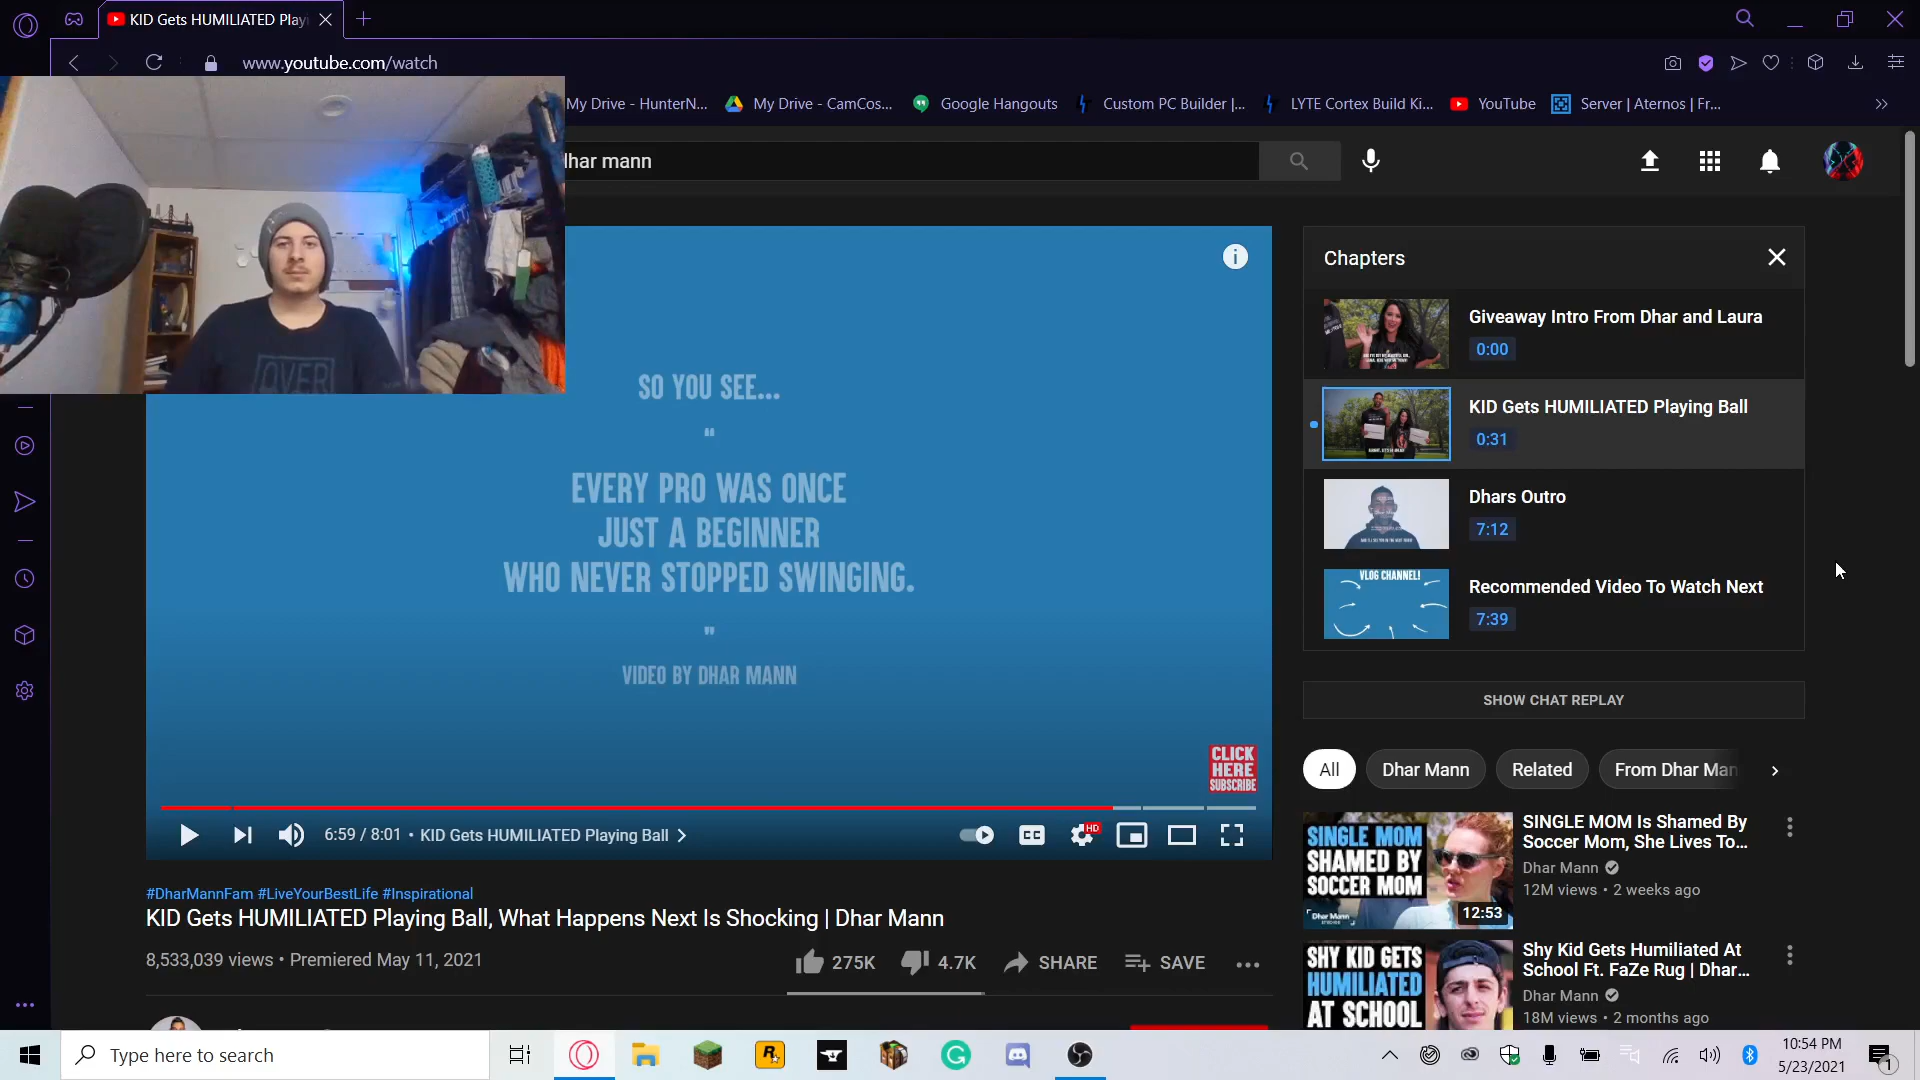 KID Gets HUMILIATED Play
www.youtube.com/watch
My Drive - HunterN...
My Drive - CamCos...
Google Hangouts
Custom PC Builder |...
LYTE Cortex Build Ki...
YouTube
Server | Aternos | Fr...
dhar mann
OVER
SO YOU SEE...
"
EVERY PRO WAS ONCE
JUST A BEGINNER
WHO NEVER STOPPED SWINGING.
"
VIDEO BY DHAR MANN
CLICK
HERE
SUBSCRIBE
6:59 / 8:01 • KID Gets HUMILIATED Playing Ball
CC
HD
Chapters
Giveaway Intro From Dhar and Laura
0:00
KID Gets HUMILIATED Playing Ball
0:31
Dhars Outro
7:12
VLOG CHANNEL!
Recommended Video To Watch Next
7:39
SHOW CHAT REPLAY
All
Dhar Mann
Related
From Dhar Man
#DharMannFam #LiveYourBestLife #Inspirational
KID Gets HUMILIATED Playing Ball, What Happens Next Is Shocking | Dhar Mann
8,533,039 views • Premiered May 11, 2021
275K
4.7K
SHARE
SAVE
SINGLE MOM
SHAMED BY
SOCCER MOM
Dhar Mann
12:53
SINGLE MOM Is Shamed By
Soccer Mom, She Lives To...
Dhar Mann
12M views • 2 weeks ago
SHY KID GETS
HUMILIATED
AT SCHOOL
Shy Kid Gets Humiliated At
School Ft. FaZe Rug | Dhar...
Dhar Mann
18M views • 2 months ago
Type here to search
10:54 PM
5/23/2021
1